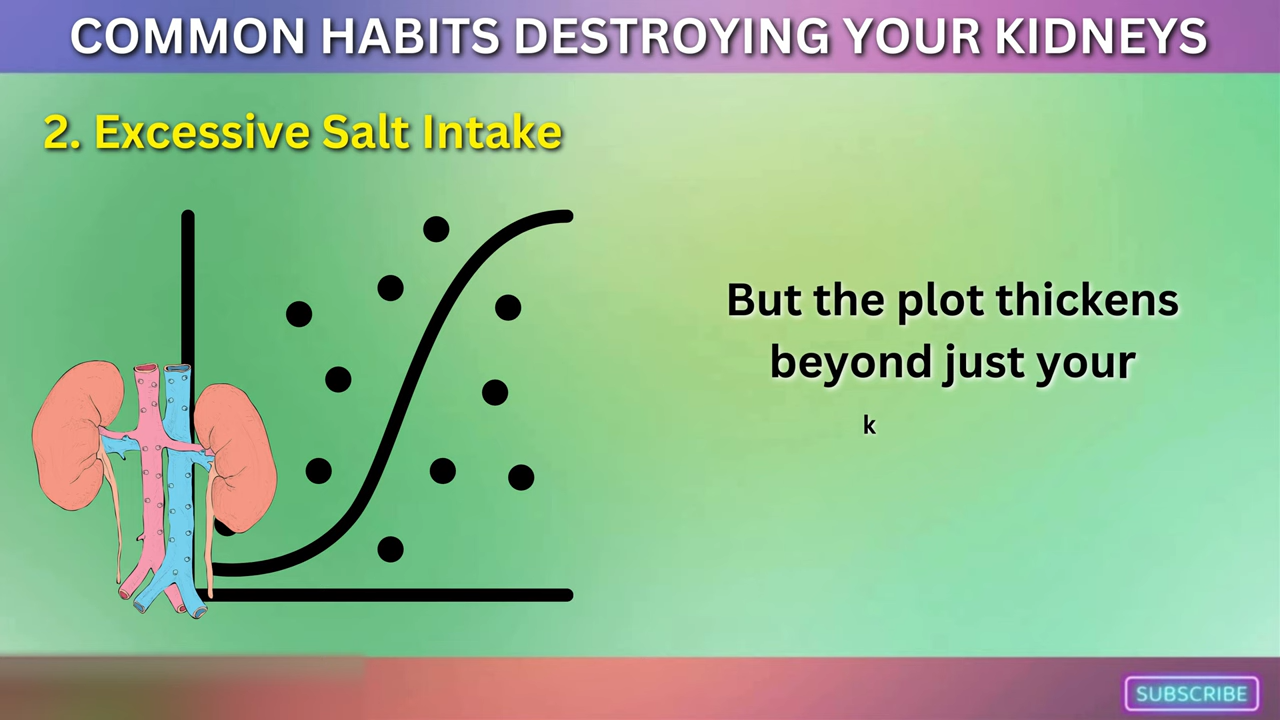 COMMON HABITS DESTROYING YOUR KIDNEYS
2. Excessive Salt Intake
But the plot thickens
beyond just your
k
SUBSCRIBE